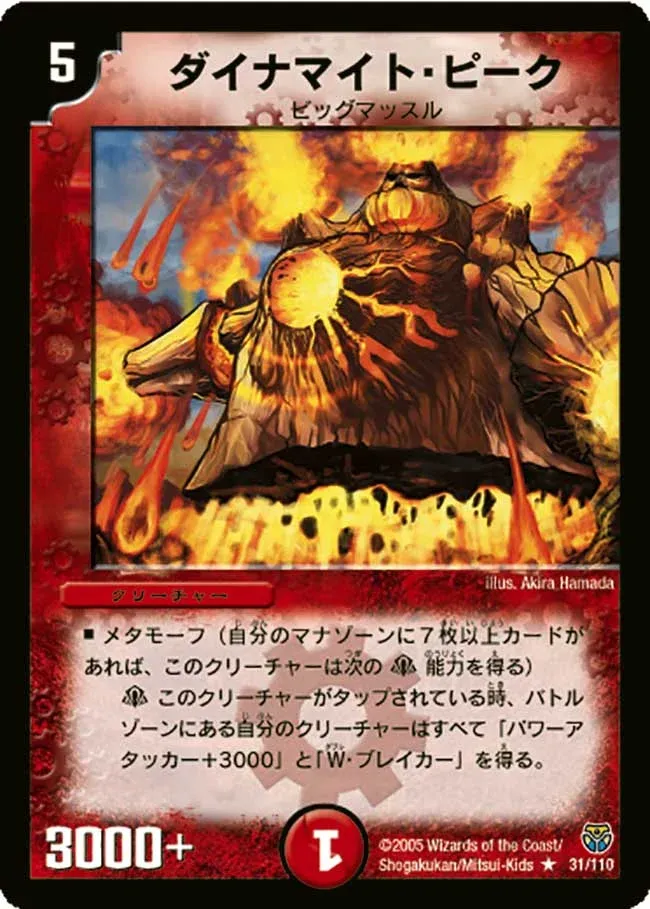 5
ダイナマイト・ピーク
ビッグマッスル
illus. Akira Hamada
クリーチャー
■ メタモーフ（自分のマナゾーンに7枚以上カードが
あれば、このクリーチャーは次の 能力を得る）
このクリーチャーがタップされている時、バトル
ゾーンにある自分のクリーチャーはすべて「パワーア
タッカー+3000」と「W・ブレイカー」を得る。
3000+
1
©2005 Wizards of the Coast/
Shogakukan/Mitsui-Kids ★ 31/110